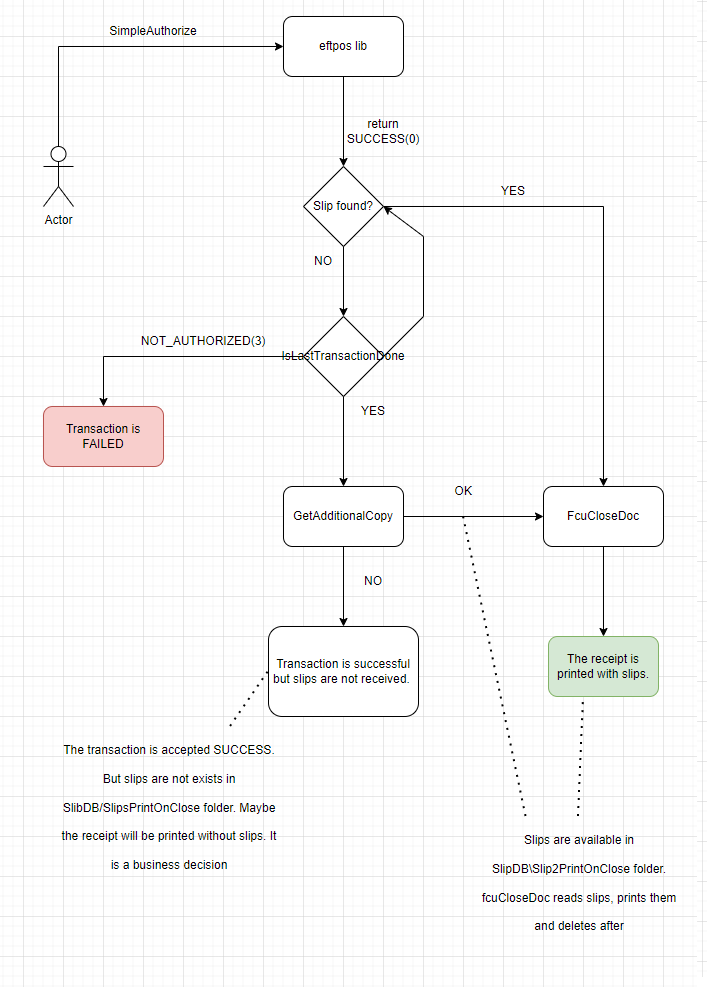 SimpleAuthorize
eftpos lib
return
SUCCESS(0)
Actor
Slip found?
YES
NO
NOT_AUTHORIZED(3)
IsLastTransactionDone
Transaction is
FAILED
YES
GetAdditionalCopy
OK
FcuCloseDoc
NO
Transaction is successful
but slips are not received.
The receipt is
printed with slips.
The transaction is accepted SUCCESS.
But slips are not exists in
SlibDB/SlipsPrintOnClose folder. Maybe
the receipt will be printed without slips. It
is a business decision
Slips are available in
SlipDB\Slip2PrintOnClose folder.
fcuCloseDoc reads slips, prints them
and deletes after